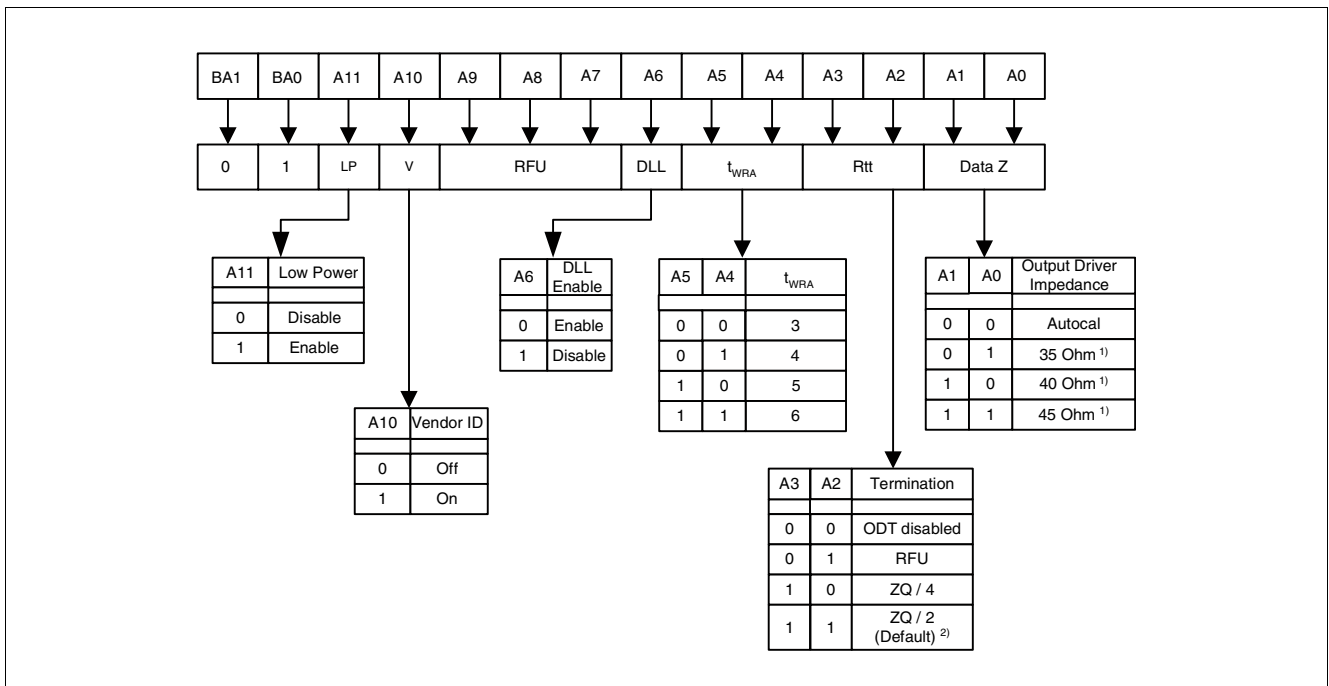 BA1 BA0 A11 A10 A9 A8 A7 A6 A5 A4 A3 A2 A1 A0
0 1 LP V RFU DLL tWRA Rtt Data Z
A11 Low Power
0 Disable
1 Enable
A6 DLL
Enable
0 Enable
1 Disable
A5 A4 tWRA
0 0 3
0 1 4
1 0 5
1 1 6
A1 A0 Output Driver
Impedance
0 0 Autocal
0 1 35 Ohm 1)
1 0 40 Ohm 1)
1 1 45 Ohm 1)
A10 Vendor ID
0 Off
1 On
A3 A2 Termination
0 0 ODT disabled
0 1 RFU
1 0 ZQ / 4
1 1 ZQ / 2
(Default) 2)